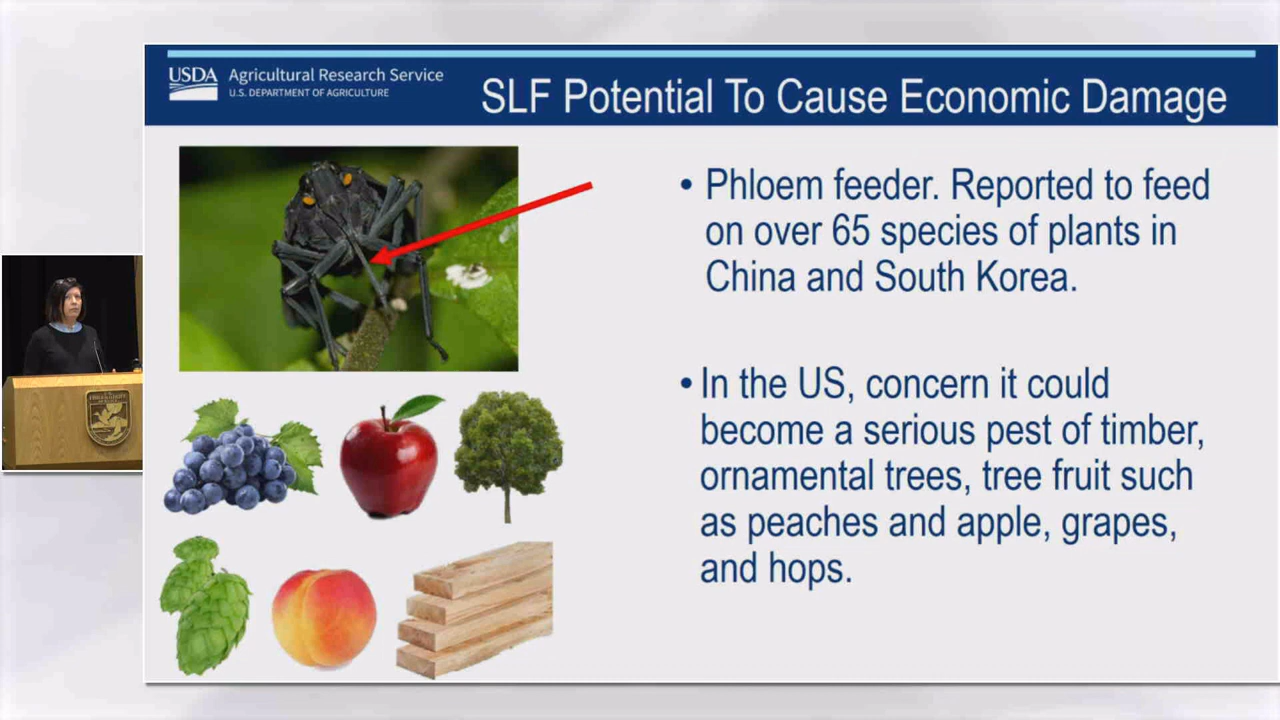 USDA Agricultural Research Service
U.S. DEPARTMENT OF AGRICULTURE
SLF Potential To Cause Economic Damage
• Phloem feeder. Reported to feed
on over 65 species of plants in
China and South Korea.
• In the US, concern it could
become a serious pest of timber,
ornamental trees, tree fruit such
as peaches and apple, grapes,
and hops.